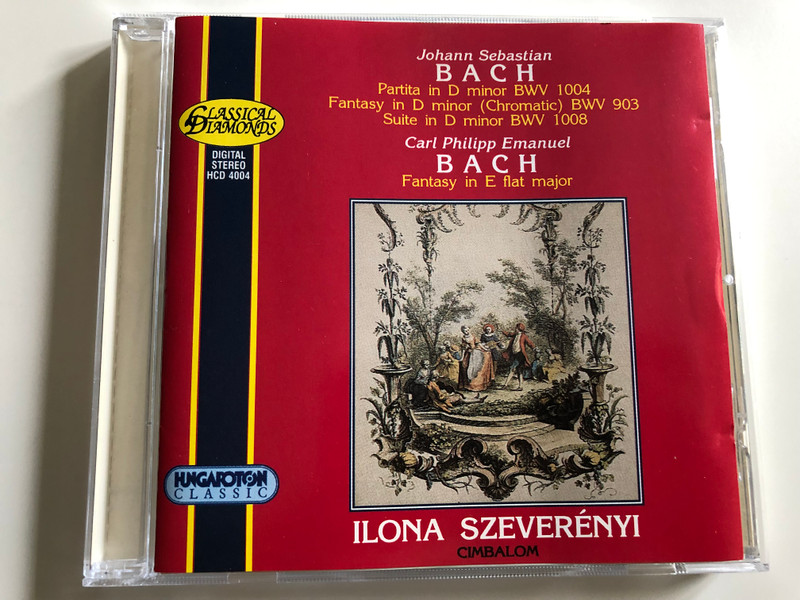 Johann Sebastian
BACH
Partita in D minor BWV 1004
Fantasy in D minor (Chromatic) BWV 903
Suite in D minor BWV 1008
Carl Philipp Emanuel
BACH
Fantasy in E flat major
CLASSICAL
DIAMONDS
DIGITAL
STEREO
HCD 4004
HUNGAROTON
CLASSIC
ILONA SZEVERÉNYI
CIMBALOM